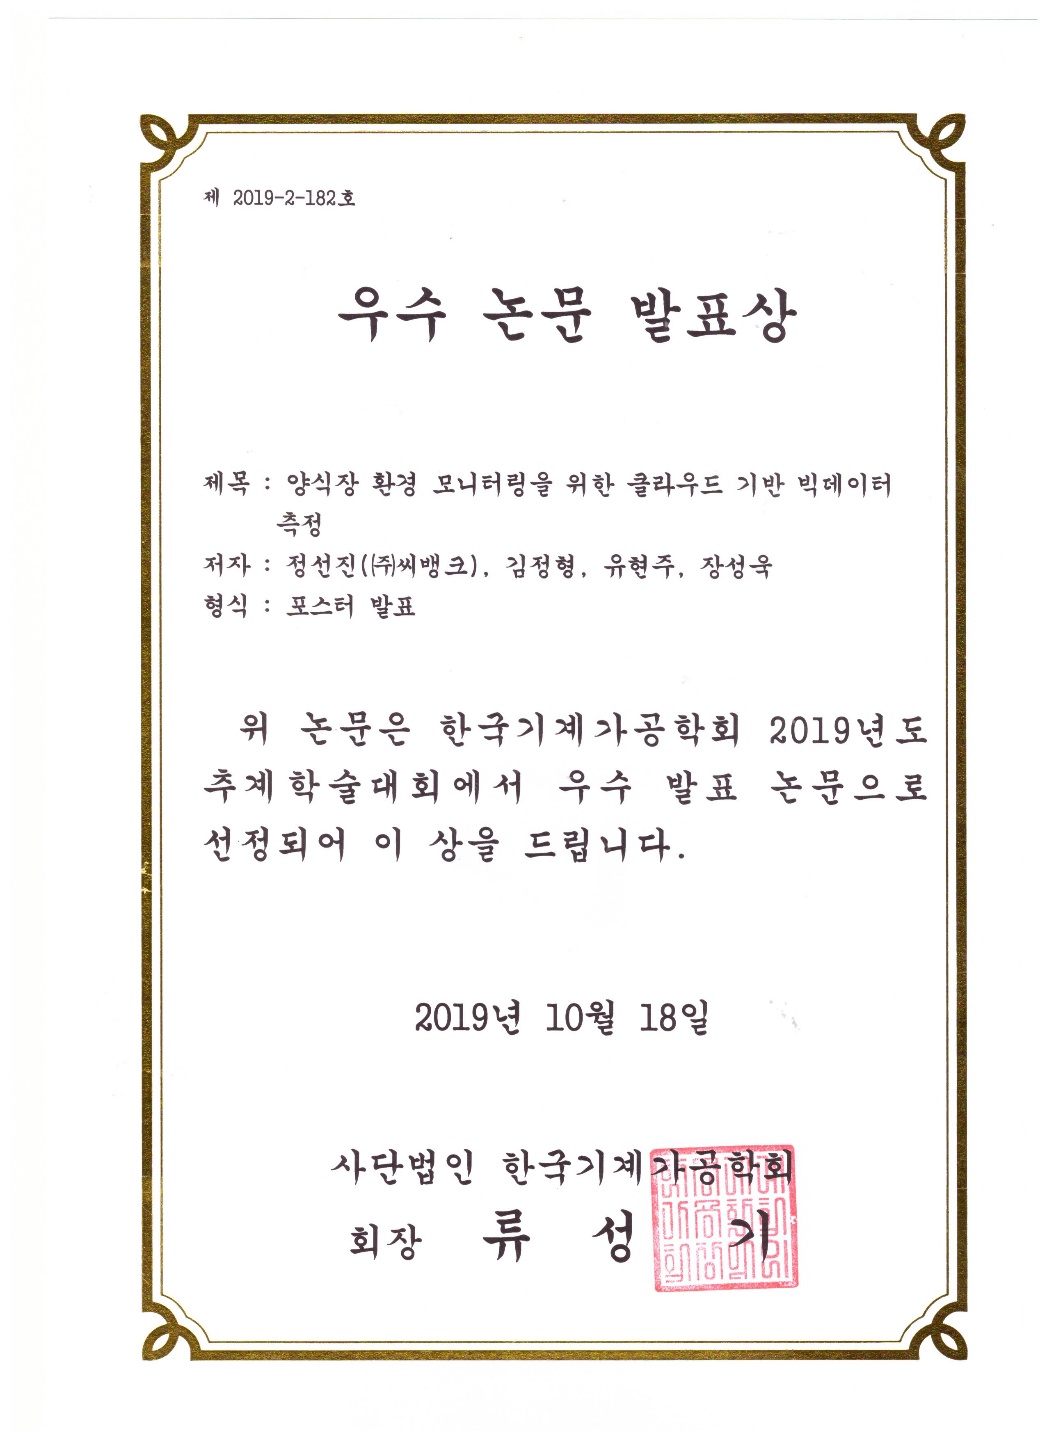 제 2019-2-182호
우수 논문 발표상
제목 : 양식장 환경 모니터링을 위한 클라우드 기반 빅데이터
측정
저자 : 정선진(㈜씨뱅크), 김정형, 유현주, 장성욱
형식 : 포스터 발표
위 논문은 한국기계가공학회 2019년도
추계학술대회에서 우수 발표 논문으로
선정되어 이 상을 드립니다.
2019년 10월 18일
사단법인 한국기계가공학회
회장 류 성 기